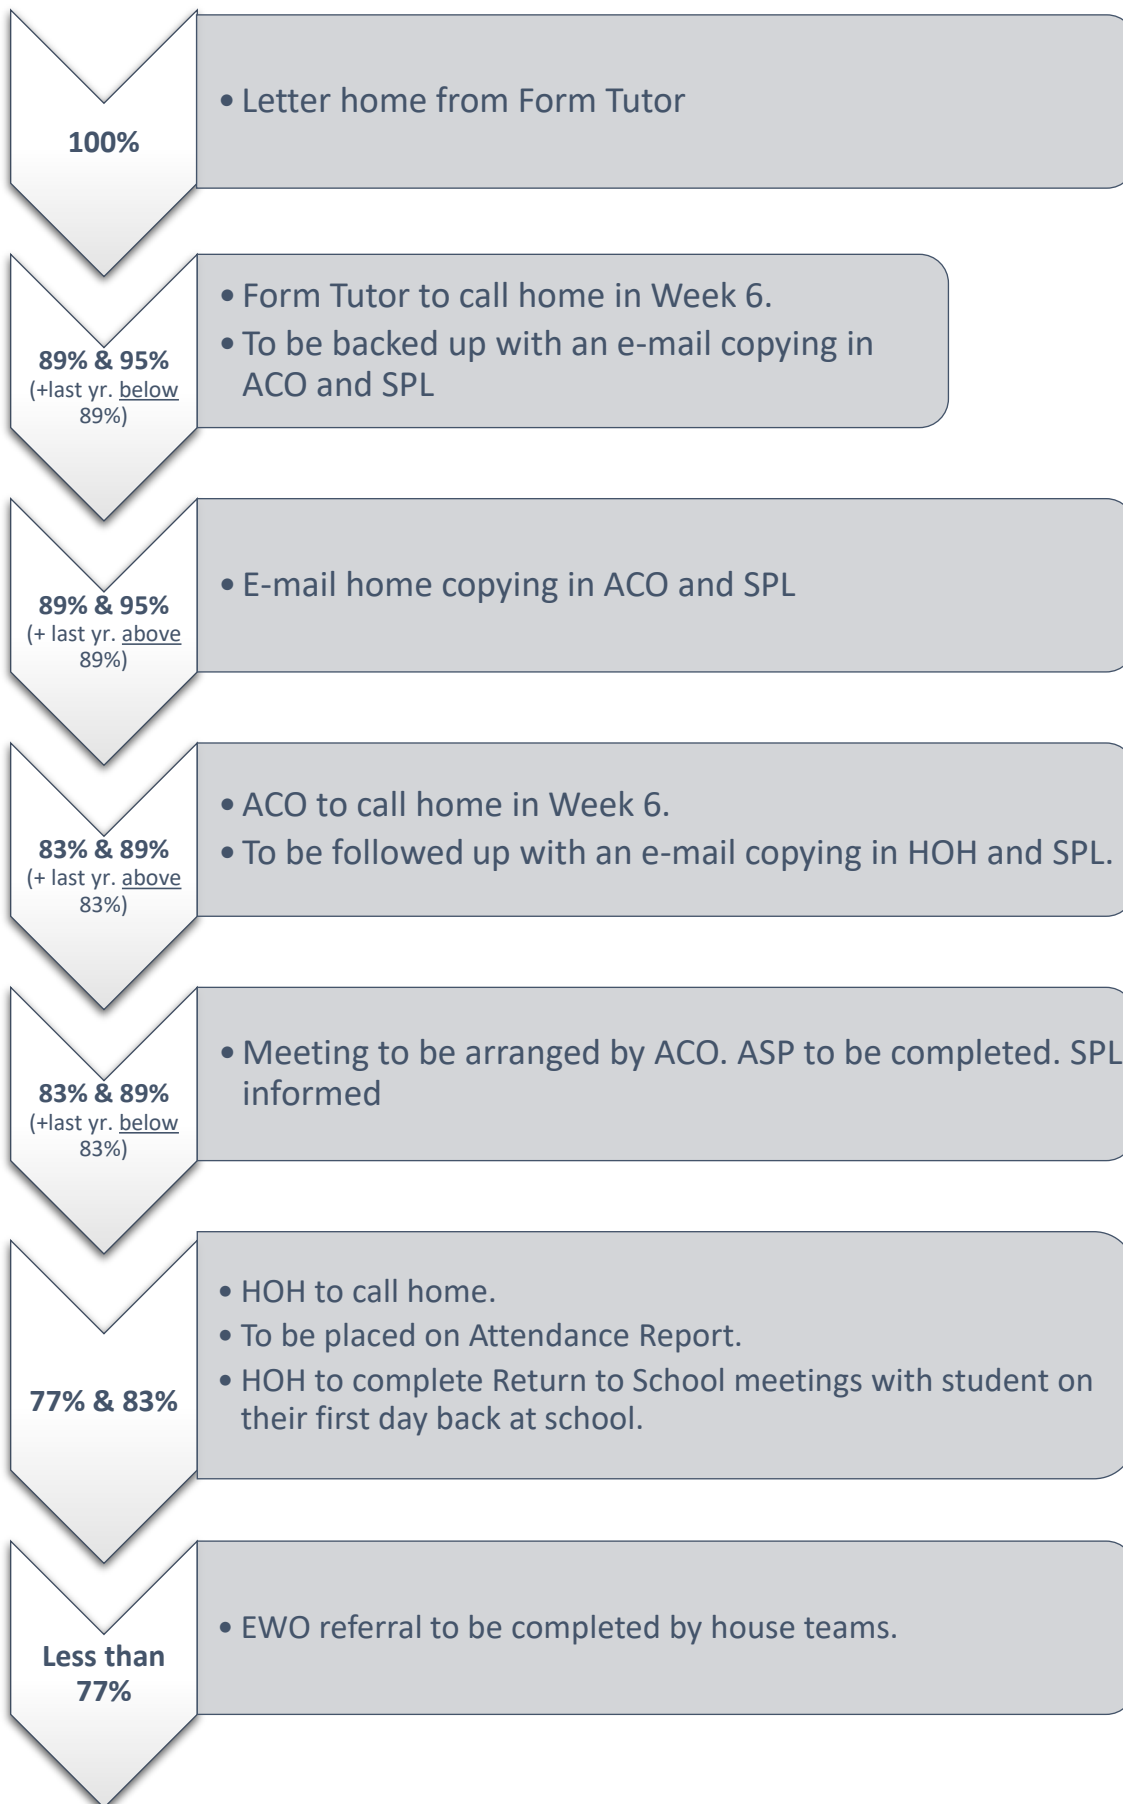 100%
• Letter home from Form Tutor
89% & 95%
(+last yr. below
89%)
• Form Tutor to call home in Week 6.
• To be backed up with an e-mail copying in
ACO and SPL
89% & 95%
(+ last yr. above
89%)
• E-mail home copying in ACO and SPL
83% & 89%
(+ last yr. above
83%)
• ACO to call home in Week 6.
• To be followed up with an e-mail copying in HOH and SPL.
83% & 89%
(+last yr. below
83%)
• Meeting to be arranged by ACO. ASP to be completed. SPL
informed
77% & 83%
• HOH to call home.
• To be placed on Attendance Report.
• HOH to complete Return to School meetings with student on
their first day back at school.
Less than
77%
• EWO referral to be completed by house teams.